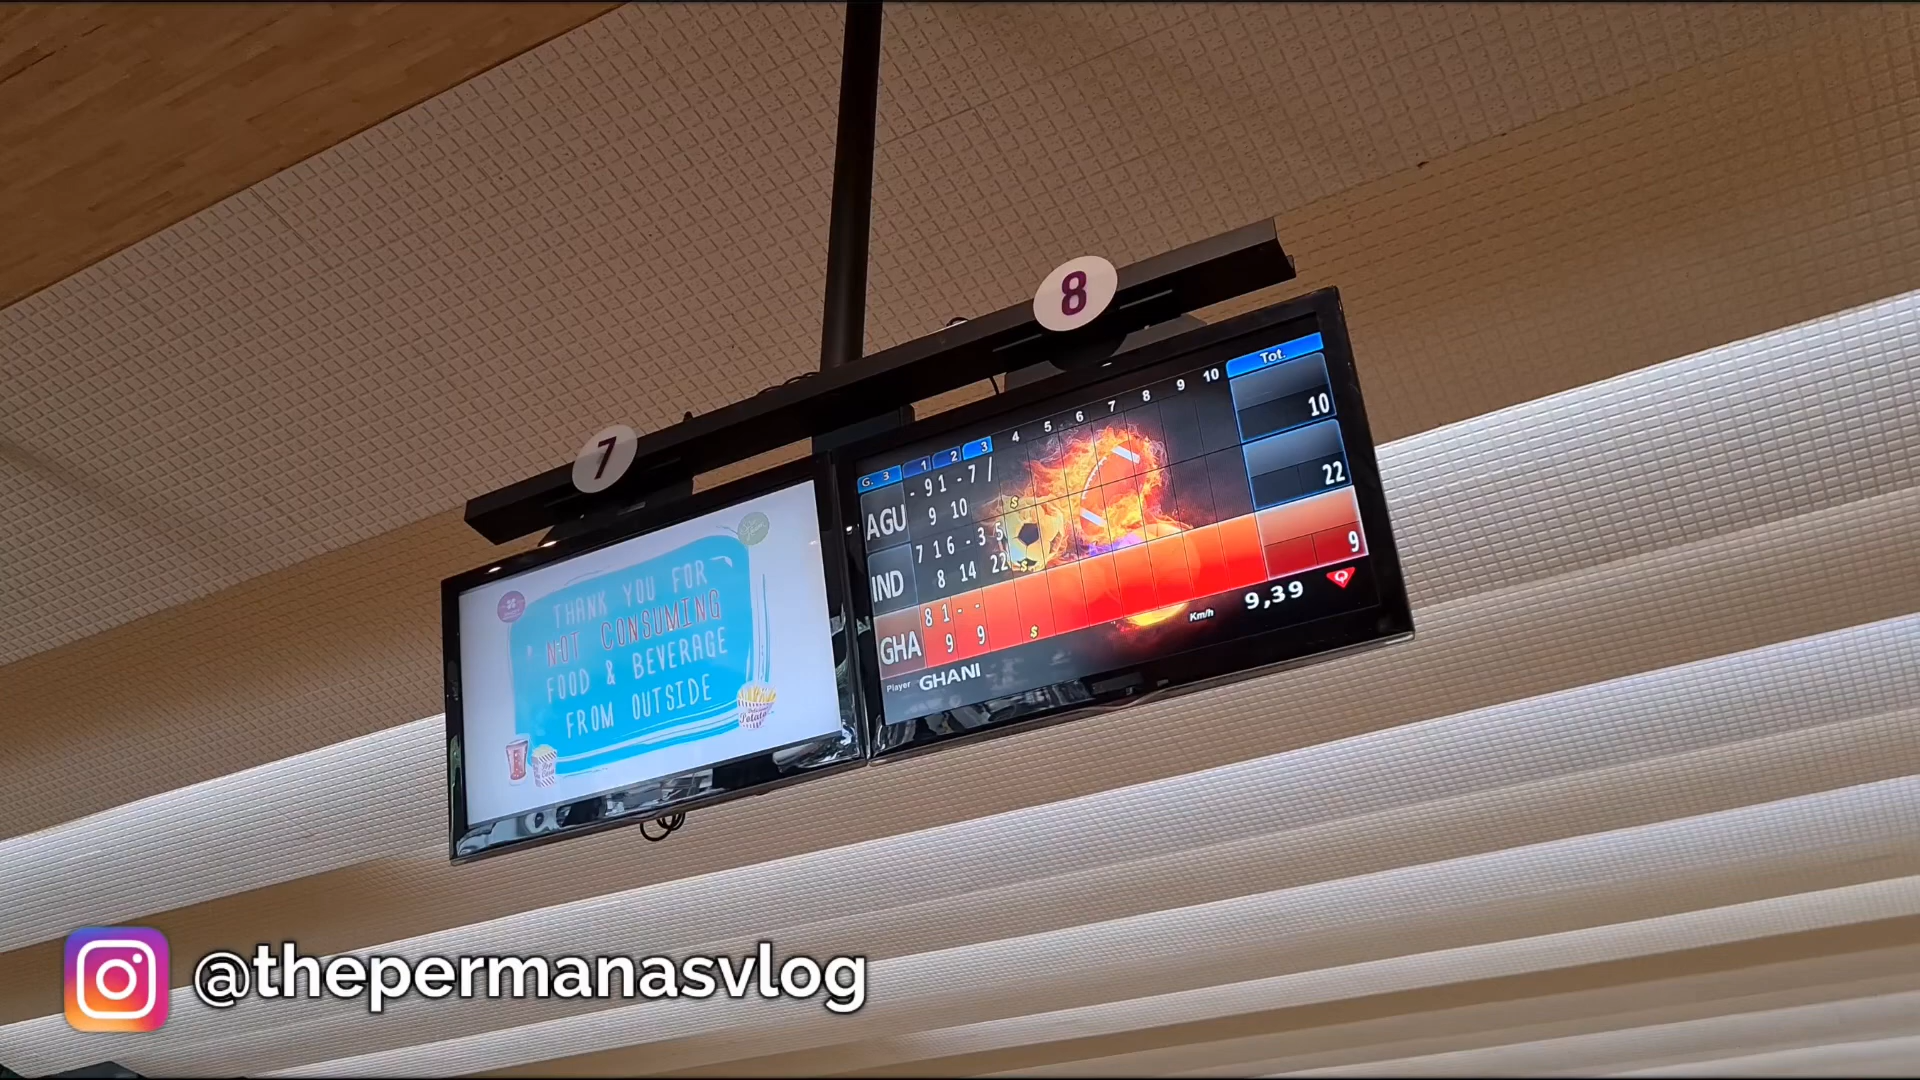 7
8
THANK YOU FOR
NOT CONSUMING
FOOD & BEVERAGE
FROM OUTSIDE
G. 3 1 2 3 4 5 6 7 8 9 10 Tot.
- 9 1 - 7 /
AGU 9 10 10
7 1 6 - 3 5
IND 8 14 22 22
8 1 - -
GHA 9 9 9
Player GHANI
Km/h 9,39
@thepermanasvlog